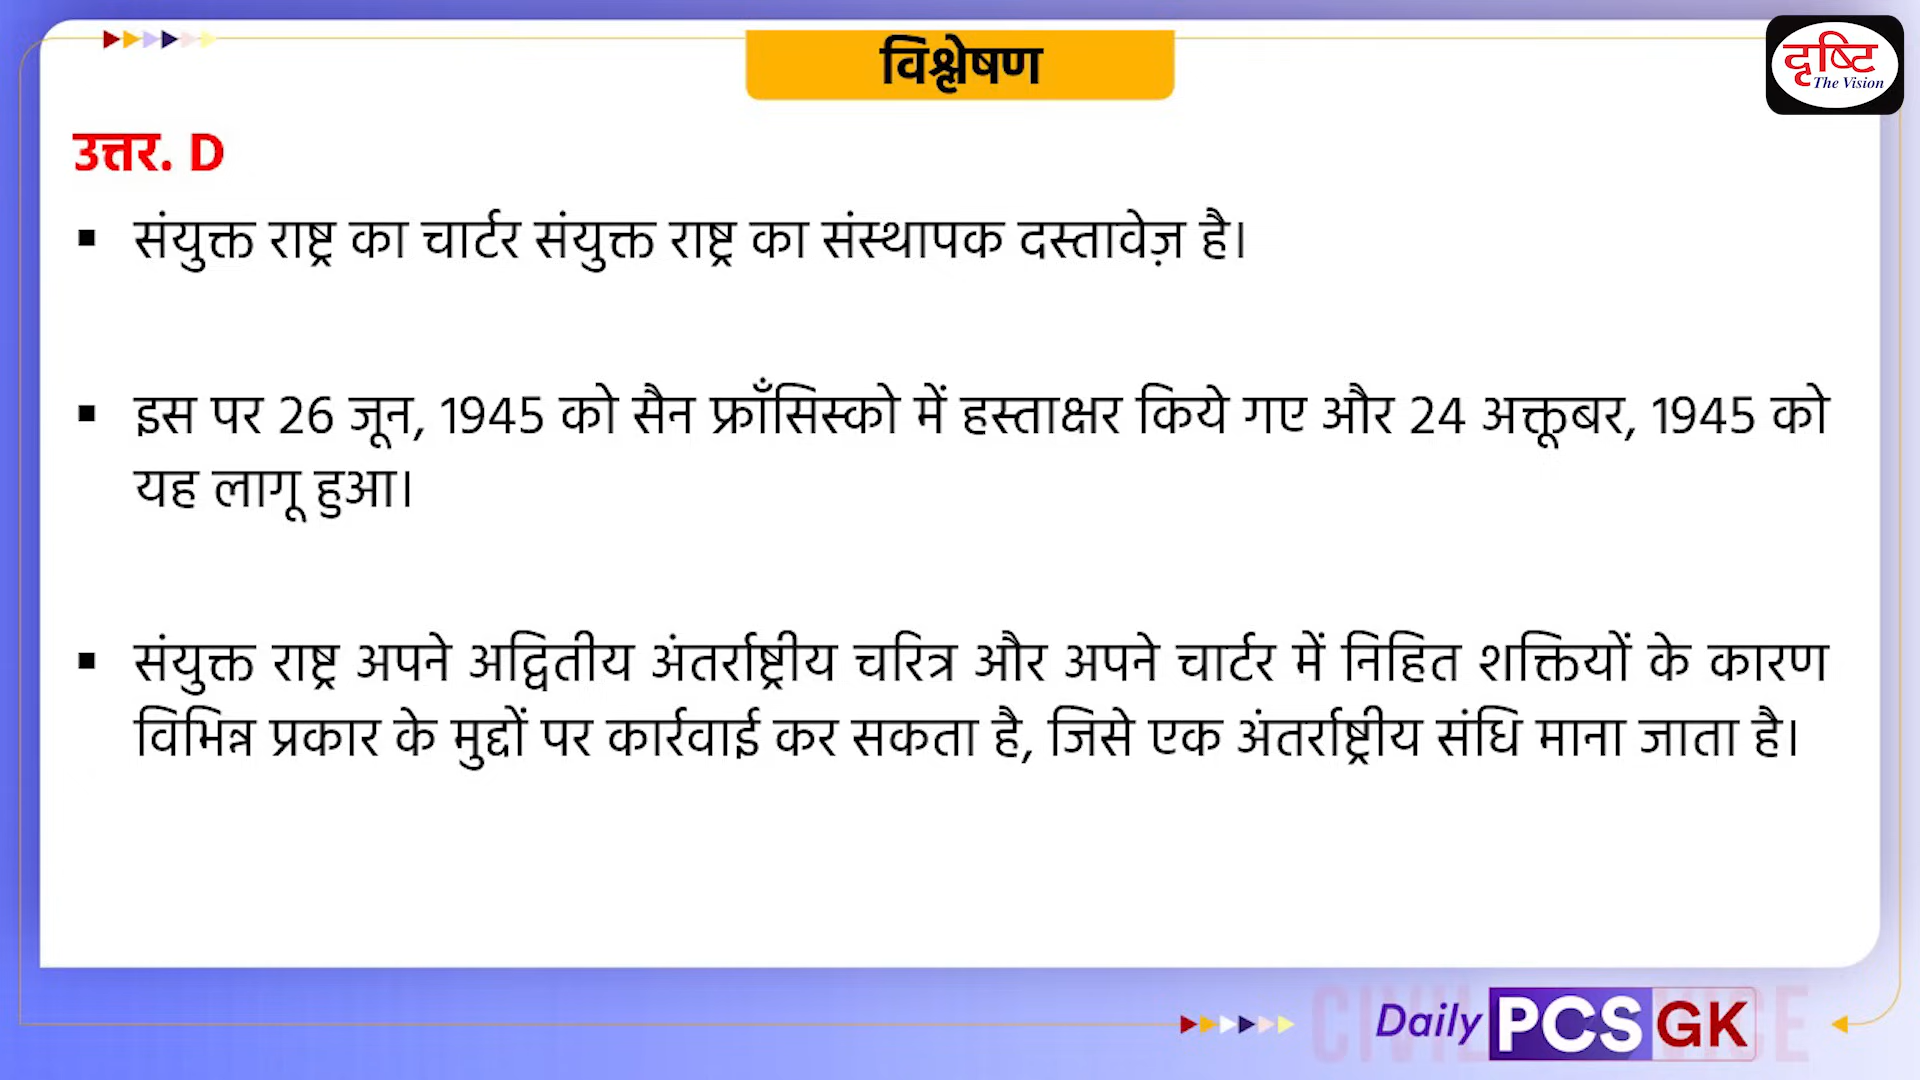 विश्लेषण
दृष्टि
The Vision
उत्तर. D
▪ संयुक्त राष्ट्र का चार्टर संयुक्त राष्ट्र का संस्थापक दस्तावेज़ है।
▪ इस पर 26 जून, 1945 को सैन फ्राँसिस्को में हस्ताक्षर किये गए और 24 अक्तूबर, 1945 को
यह लागू हुआ।
▪ संयुक्त राष्ट्र अपने अद्वितीय अंतर्राष्ट्रीय चरित्र और अपने चार्टर में निहित शक्तियों के कारण
विभिन्न प्रकार के मुद्दों पर कार्रवाई कर सकता है, जिसे एक अंतर्राष्ट्रीय संधि माना जाता है।
Daily PCS GK